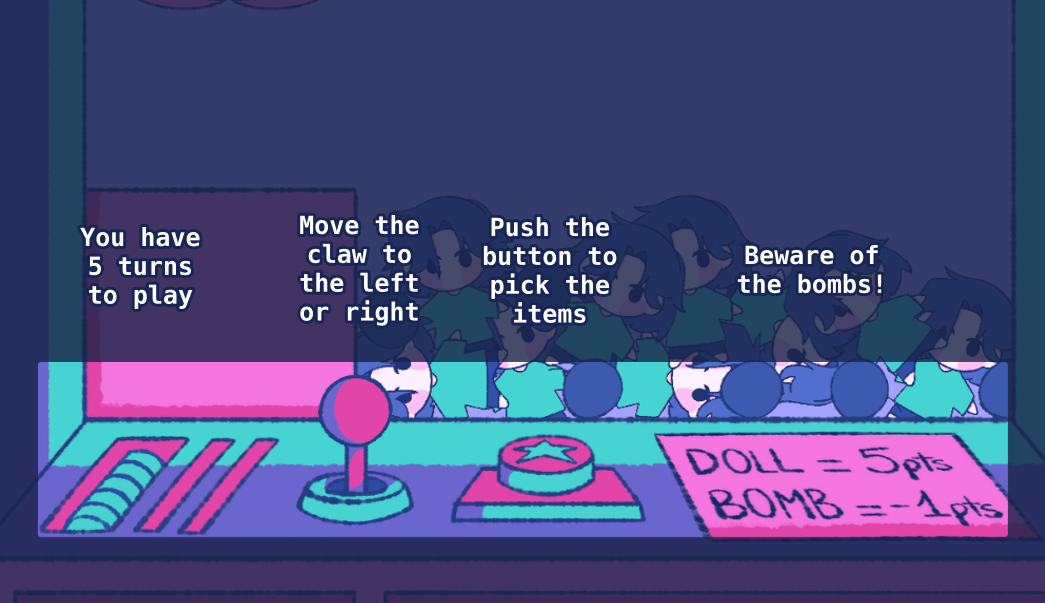 You have
5 turns
to play
Move the
claw to
the left
or right
Push the
button to
pick the
items
Beware of
the bombs!
DOLL = 5pts
BOMB = -1pts